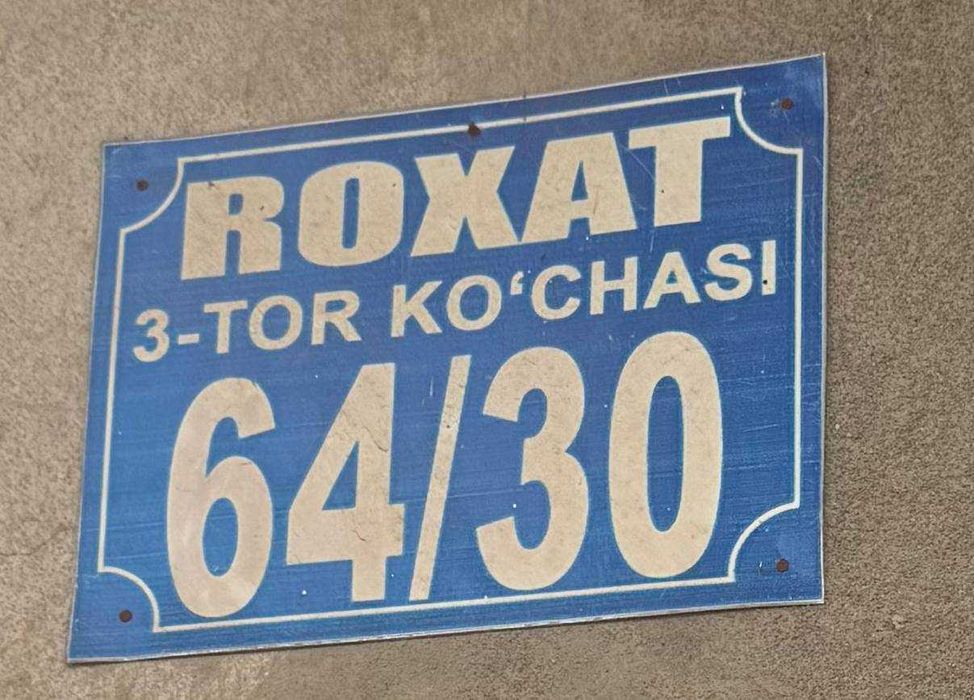 ROXAT
3-TOR KO‘CHASI
64/30